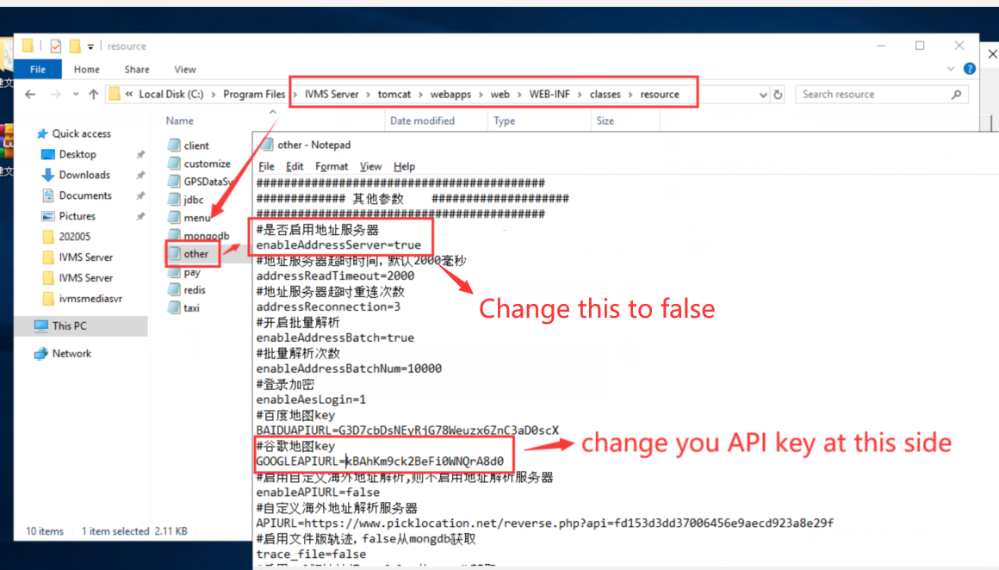 resource
File Home Share View
« Local Disk (C:) › Program Files › IVMS Server › tomcat › webapps › web › WEB-INF › classes › resource
Search resource
Name Date modified Type Size
Quick access
Desktop
Downloads
Documents
Pictures
202005
IVMS Server
IVMS Server
ivmsmediasvr
This PC
Network
client
customize
GPSDataSy
jdbc
menu
mongodb
other
pay
redis
taxi
10 items 1 item selected 2.11 KB
other - Notepad
File Edit Format View Help
##########################################
############# 其他参数 ####################
##########################################
#是否启用地址服务器
enableAddressServer=true
#地址服务器超时时间，默认2000毫秒
addressReadTimeout=2000
#地址服务器超时重连次数
addressReconnection=3
#开启批量解析
enableAddressBatch=true
#批量解析次数
enableAddressBatchNum=10000
#登录加密
enableAesLogin=1
#百度地图key
BAIDUAPIURL=G3D7cbDsNEyRjG78Weuzx6ZnC3aD0scX
#谷歌地图key
GOOGLEAPIURL=kBAhKm9ck2BeFi0WNQrA8d0
#启用自定义海外地址解析,则不启用地址解析服务器
enableAPIURL=false
#自定义海外地址解析服务器
APIURL=https://www.picklocation.net/reverse.php?api=fd153d3dd37006456e9aecd923a8e29f
#启用文件版轨迹，false从mongdb获取
trace_file=false
Change this to false
change you API key at this side